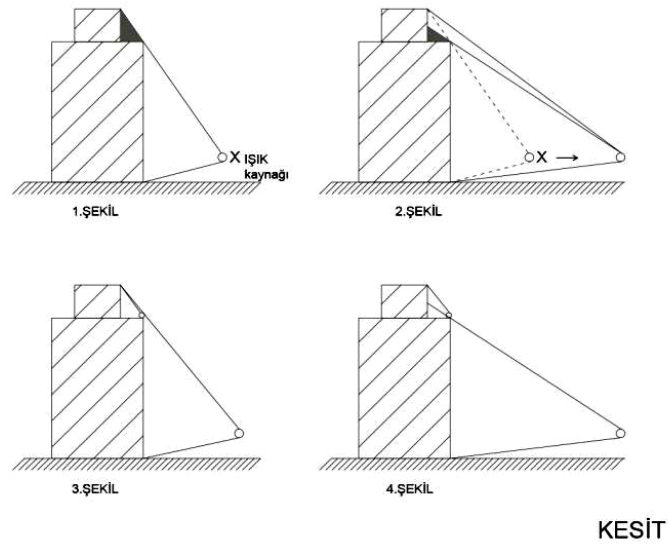 X IŞIK
kaynağı
1.ŞEKİL
X
2.ŞEKİL
3.ŞEKİL
4.ŞEKİL
KESİT